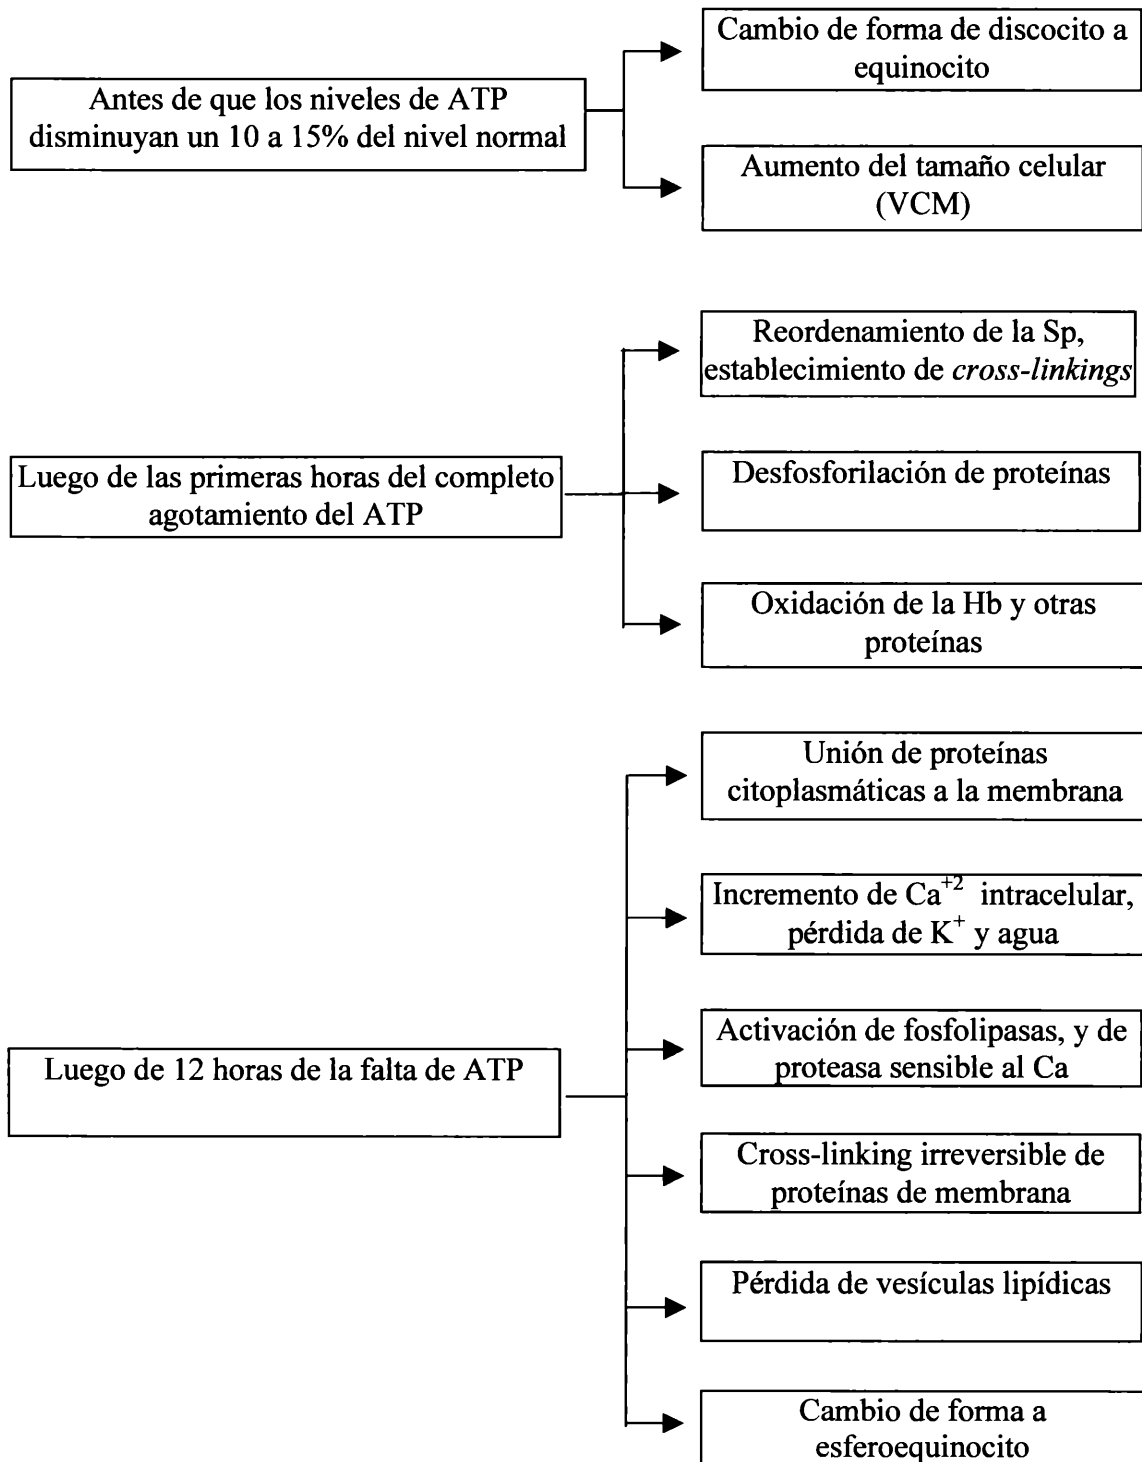 Antes de que los niveles de ATP
disminuyan un 10 a 15% del nivel normal
Cambio de forma de discocito a
equinocito
Aumento del tamaño celular
(VCM)
Luego de las primeras horas del completo
agotamiento del ATP
Reordenamiento de la Sp,
establecimiento de cross-linkings
Desfosforilación de proteínas
Oxidación de la Hb y otras
proteínas
Luego de 12 horas de la falta de ATP
Unión de proteínas
citoplasmáticas a la membrana
Incremento de Ca⁺² intracelular,
pérdida de K⁺ y agua
Activación de fosfolipasas, y de
proteasa sensible al Ca
Cross-linking irreversible de
proteínas de membrana
Pérdida de vesículas lipídicas
Cambio de forma a
esferoequinocito